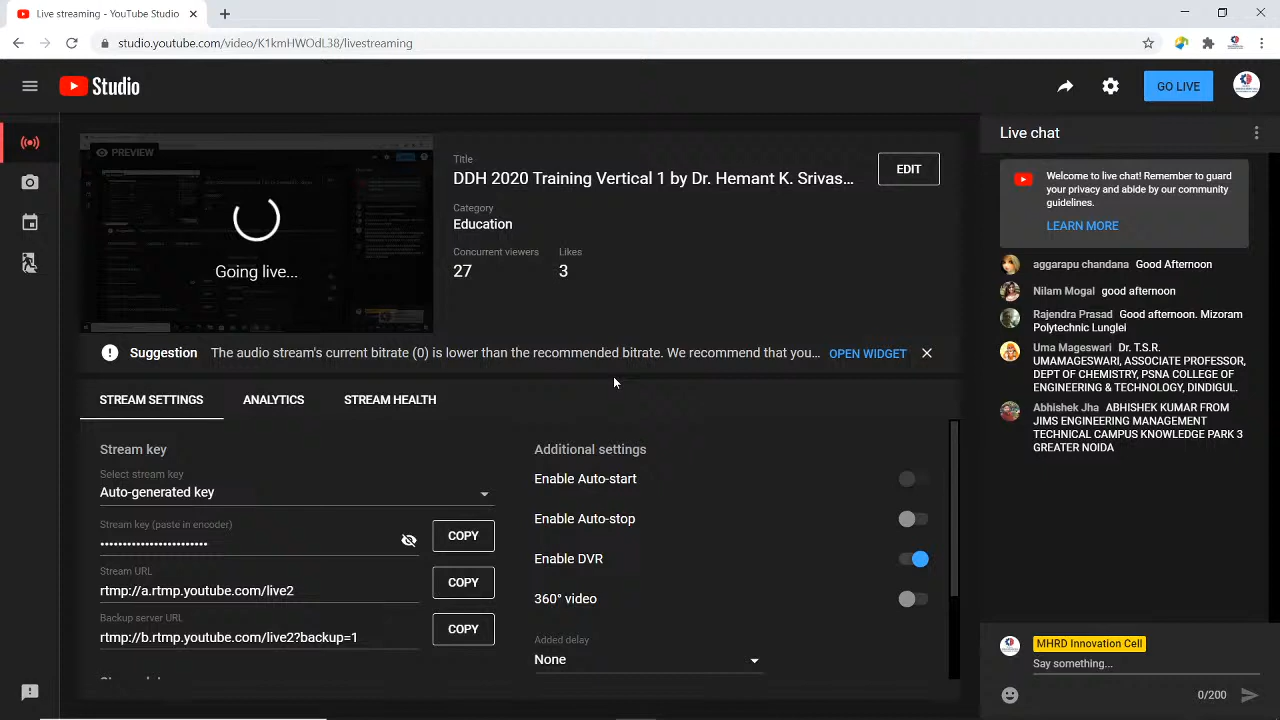 Live streaming - YouTube Studio
studio.youtube.com/video/K1kmHWOdL38/livestreaming
Studio
GO LIVE
PREVIEW
Going live...
Title
DDH 2020 Training Vertical 1 by Dr. Hemant K. Srivas...
EDIT
Category
Education
Concurrent viewers
Likes
27
3
Suggestion
The audio stream's current bitrate (0) is lower than the recommended bitrate. We recommend that you...
OPEN WIDGET
STREAM SETTINGS
ANALYTICS
STREAM HEALTH
Stream key
Select stream key
Auto-generated key
Stream key (paste in encoder)
••••••••••••••••••••••••
COPY
Stream URL
rtmp://a.rtmp.youtube.com/live2
COPY
Backup server URL
rtmp://b.rtmp.youtube.com/live2?backup=1
COPY
Additional settings
Enable Auto-start
Enable Auto-stop
Enable DVR
360° video
Added delay
None
Live chat
Welcome to live chat! Remember to guard
your privacy and abide by our community
guidelines.
LEARN MORE
aggarapu chandana Good Afternoon
Nilam Mogal good afternoon
Rajendra Prasad Good afternoon. Mizoram
Polytechnic Lunglei
Uma Mageswari Dr. T.S.R.
UMAMAGESWARI, ASSOCIATE PROFESSOR,
DEPT OF CHEMISTRY, PSNA COLLEGE OF
ENGINEERING & TECHNOLOGY, DINDIGUL.
Abhishek Jha ABHISHEK KUMAR FROM
JIMS ENGINEERING MANAGEMENT
TECHNICAL CAMPUS KNOWLEDGE PARK 3
GREATER NOIDA
MHRD Innovation Cell
Say something...
0/200